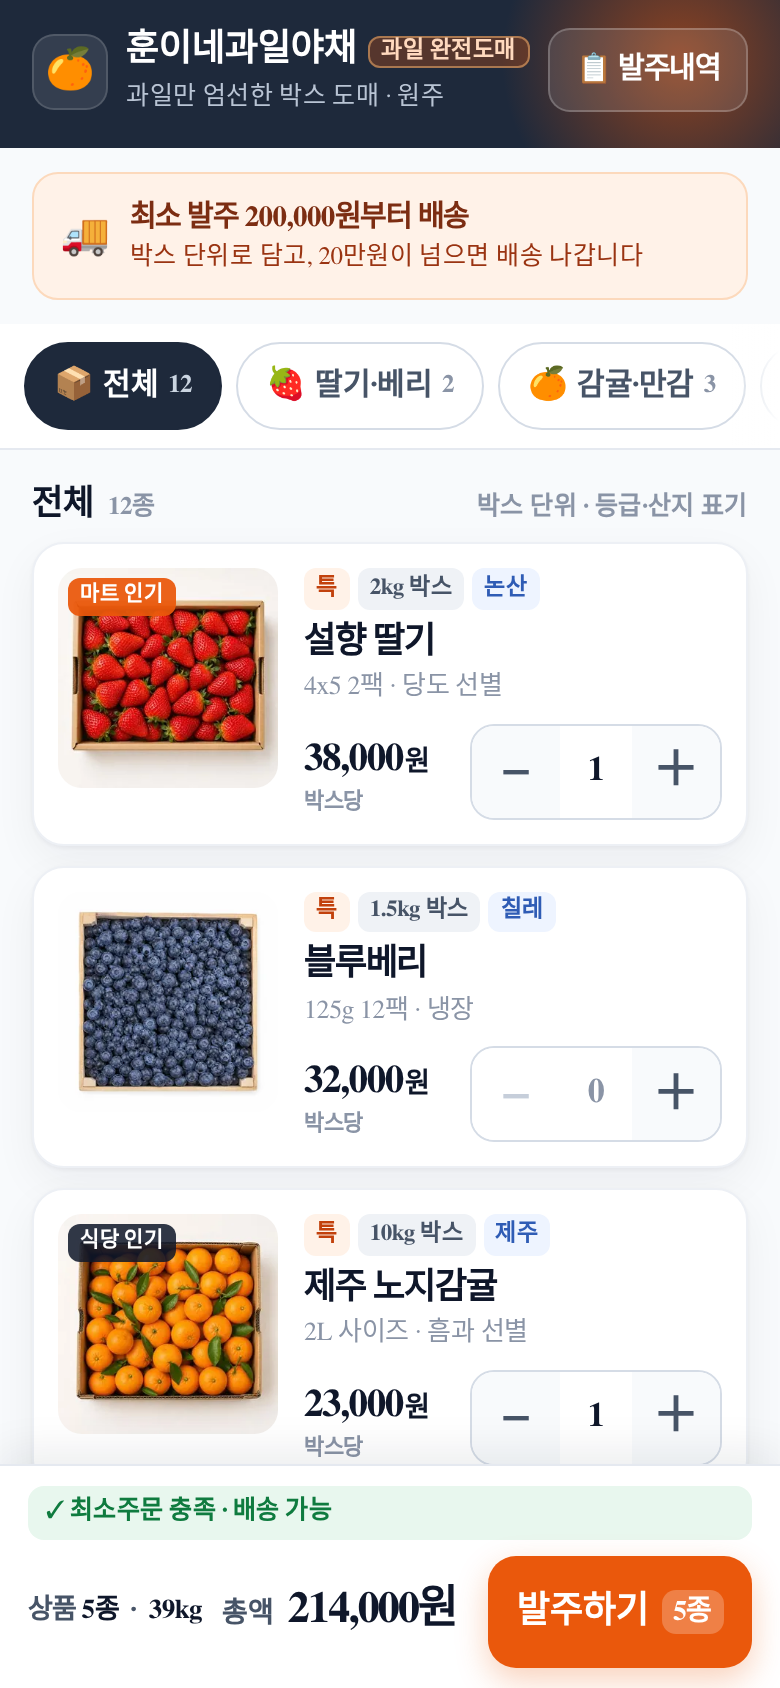 훈이네과일야채 과일 완전도매
과일만 엄선한 박스 도매 · 원주
발주내역
최소 발주 200,000원부터 배송
박스 단위로 담고, 20만원이 넘으면 배송 나갑니다
전체 12
딸기·베리 2
감귤·만감 3
전체 12종
박스 단위 · 등급·산지 표기
마트 인기
특 2kg 박스 논산
설향 딸기
4x5 2팩 · 당도 선별
38,000원
박스당
− 1 +
특 1.5kg 박스 칠레
블루베리
125g 12팩 · 냉장
32,000원
박스당
− 0 +
식당 인기
특 10kg 박스 제주
제주 노지감귤
2L 사이즈 · 흠과 선별
23,000원
박스당
− 1 +
✓최소주문 충족 · 배송 가능
상품 5종 · 39kg 총액 214,000원
발주하기 5종